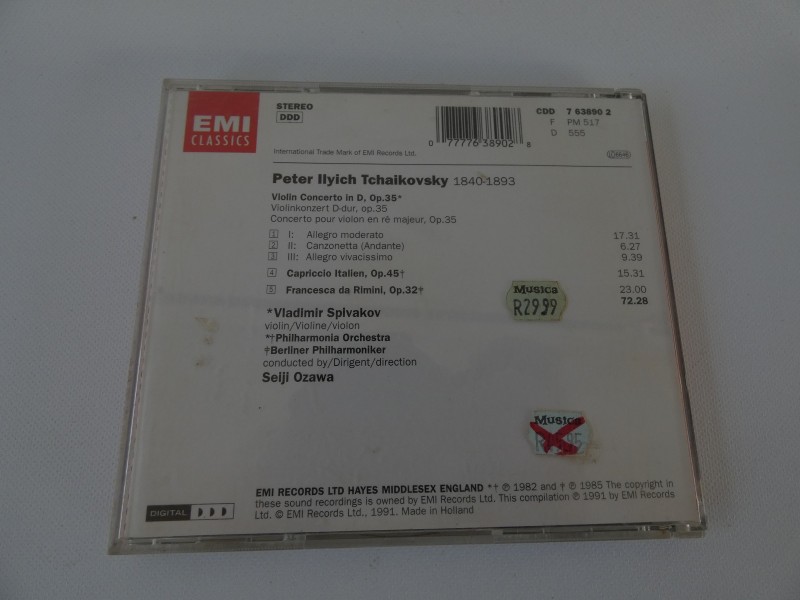 EMI
CLASSICS
STEREO
DDD
International Trade Mark of EMI Records Ltd.
0 77776 38902 8
CDD 7 63890 2
F PM 517
D 555
Peter Ilyich Tchaikovsky 1840-1893
Violin Concerto in D, Op.35*
Violinkonzert D-dur, op.35
Concerto pour violon en ré majeur, Op.35
1 I: Allegro moderato 17.31
2 II: Canzonetta (Andante) 6.27
3 III: Allegro vivacissimo 9.39
4 Capriccio Italien, Op.45† 15.31
5 Francesca da Rimini, Op.32† 23.00
72.28
Musica
R29.99
*Vladimir Spivakov
violin/Violine/violon
*†Philharmonia Orchestra
‡Berliner Philharmoniker
conducted by/Dirigent/direction
Seiji Ozawa
Musica
EMI RECORDS LTD HAYES MIDDLESEX ENGLAND *† ℗ 1982 and ‡ ℗ 1985 The copyright in
these sound recordings is owned by EMI Records Ltd. This compilation ℗ 1991 by EMI Records
Ltd. © EMI Records Ltd., 1991. Made in Holland
DIGITAL